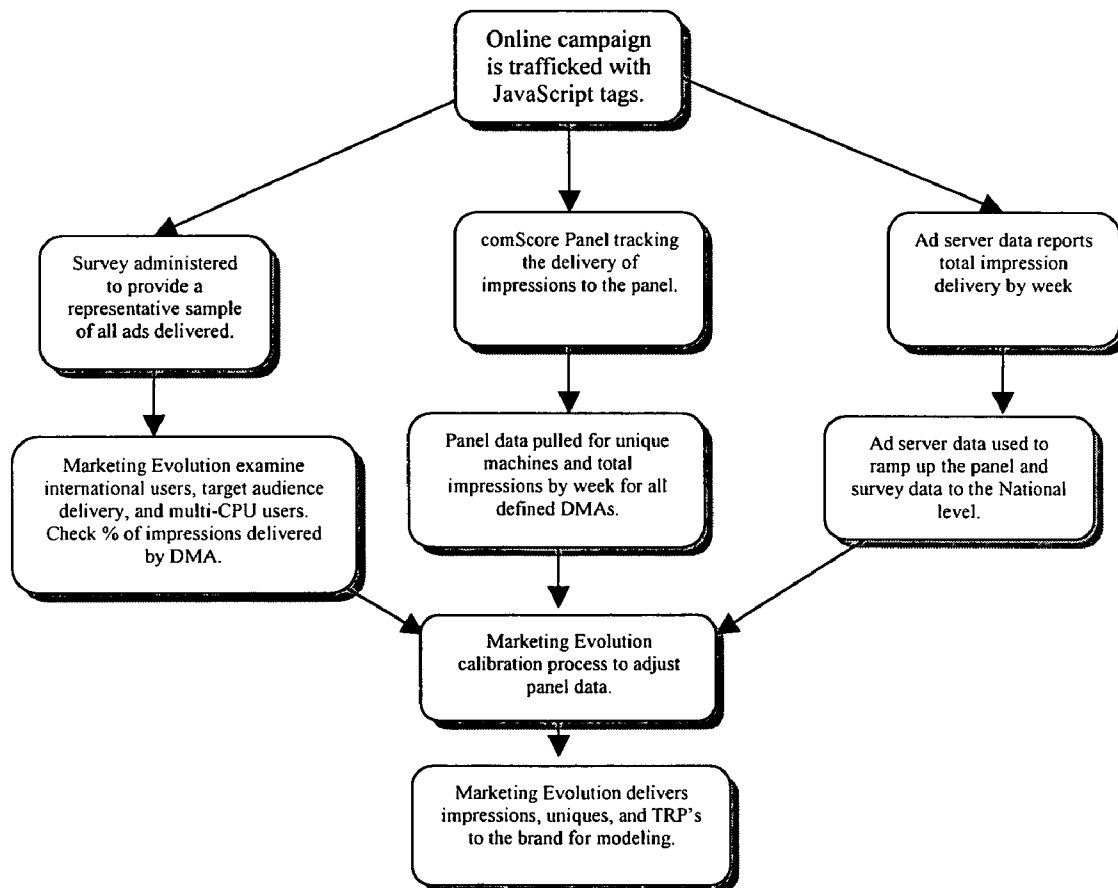 Online campaign
is trafficked with
JavaScript tags.
Survey administered
to provide a
representative sample
of all ads delivered.
comScore Panel tracking
the delivery of
impressions to the panel.
Ad server data reports
total impression
delivery by week
Marketing Evolution examine
international users, target audience
delivery, and multi-CPU users.
Check % of impressions delivered
by DMA.
Panel data pulled for unique
machines and total
impressions by week for all
defined DMAs.
Ad server data used to
ramp up the panel and
survey data to the National
level.
Marketing Evolution
calibration process to adjust
panel data.
Marketing Evolution delivers
impressions, uniques, and TRP's
to the brand for modeling.